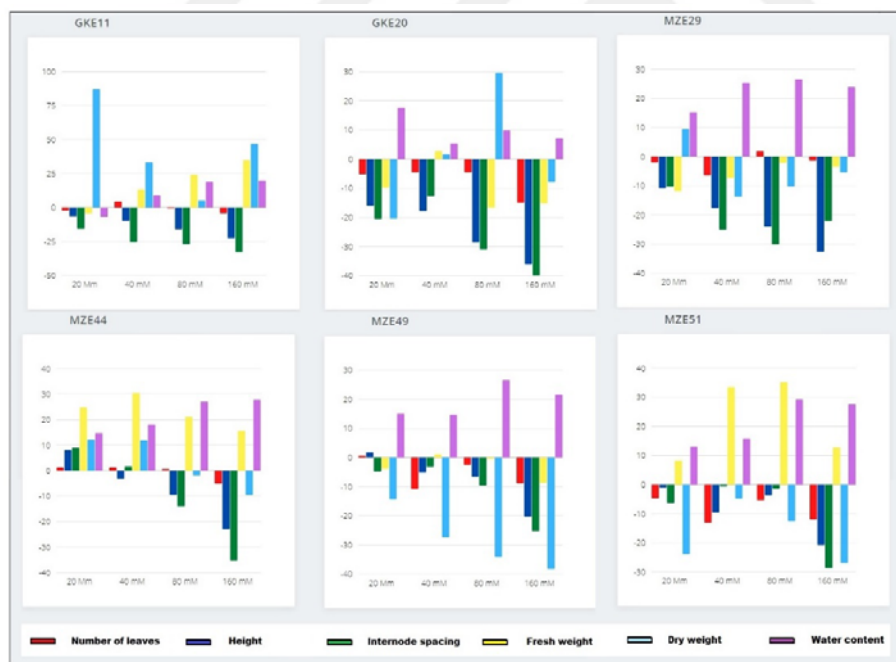 GKE11 GKE20 MZE29
100 30 30
75 20 20
50 10 10
25 0 0
0 -10 -10
-25 -20 -20
-50 -30 -30
-40 -40
20 Mm 40 mM 80 mM 160 mM 20 Mm 40 mM 80 mM 160 mM 20 Mm 40 mM 80 mM 160 mM
MZE44 MZE49 MZE51
40 40 40
30 30 30
20 20 20
10 10 10
0 0 0
-10 -10 -10
-20 -20 -20
-30 -30 -30
-40 -40
20 Mm 40 mM 80 mM 160 mM 20 Mm 40 mM 80 mM 160 mM 20 Mm 40 mM 80 mM 160 mM
Number of leaves Height Internode spacing Fresh weight Dry weight Water content